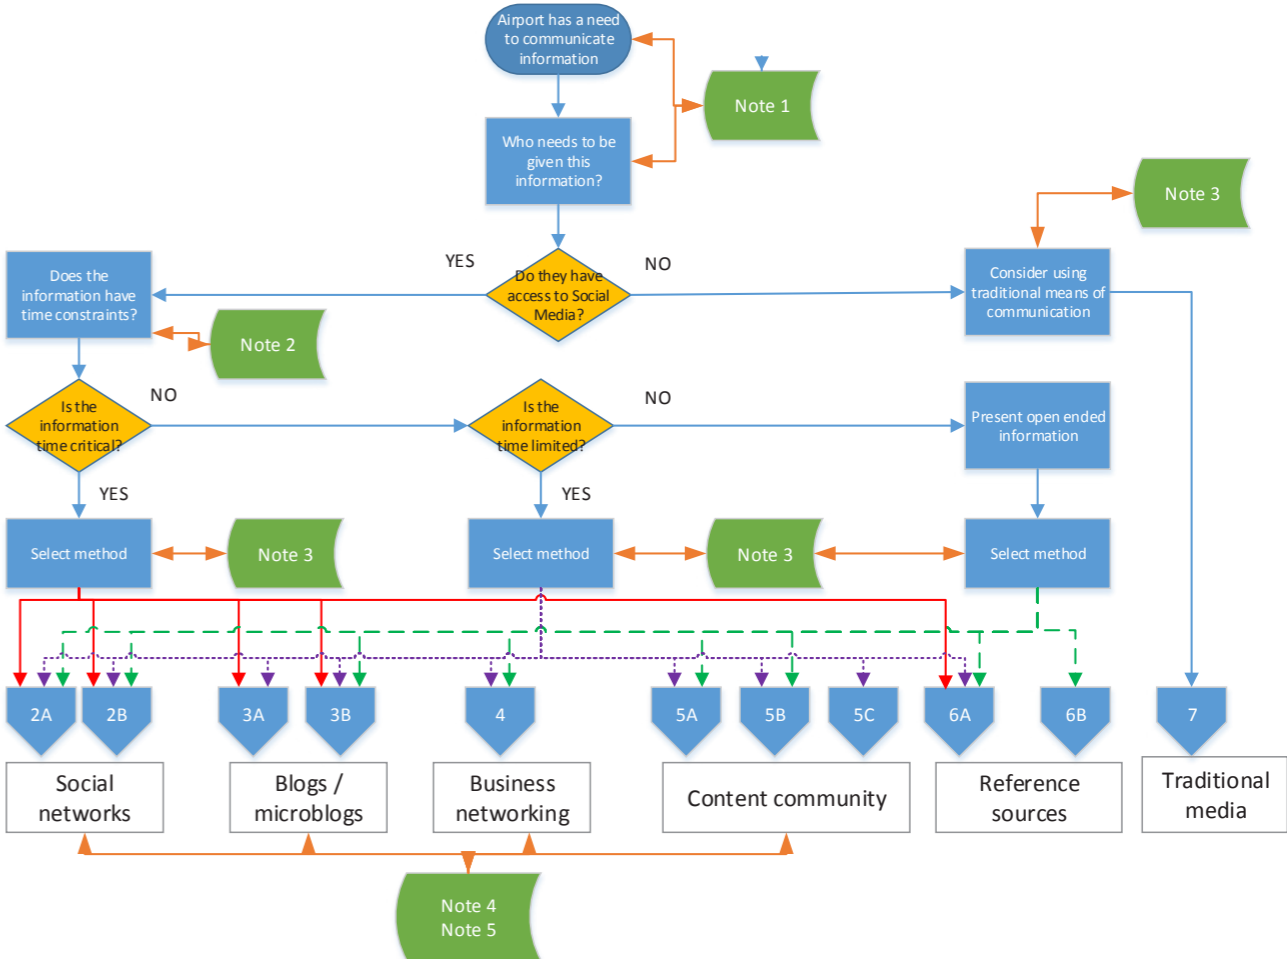 Airport has a need
to communicate
information
Note 1
Who needs to be
given this
information?
Note 3
YES
Do they have
access to Social
Media?
NO
Does the
information have
time constraints?
Consider using
traditional means of
communication
Note 2
Is the
information
time critical?
NO
Is the
information
time limited?
NO
Present open ended
information
YES
YES
Select method
Note 3
Select method
Note 3
Select method
2A
2B
3A
3B
4
5A
5B
5C
6A
6B
7
Social
networks
Blogs /
microblogs
Business
networking
Content community
Reference
sources
Traditional
media
Note 4
Note 5